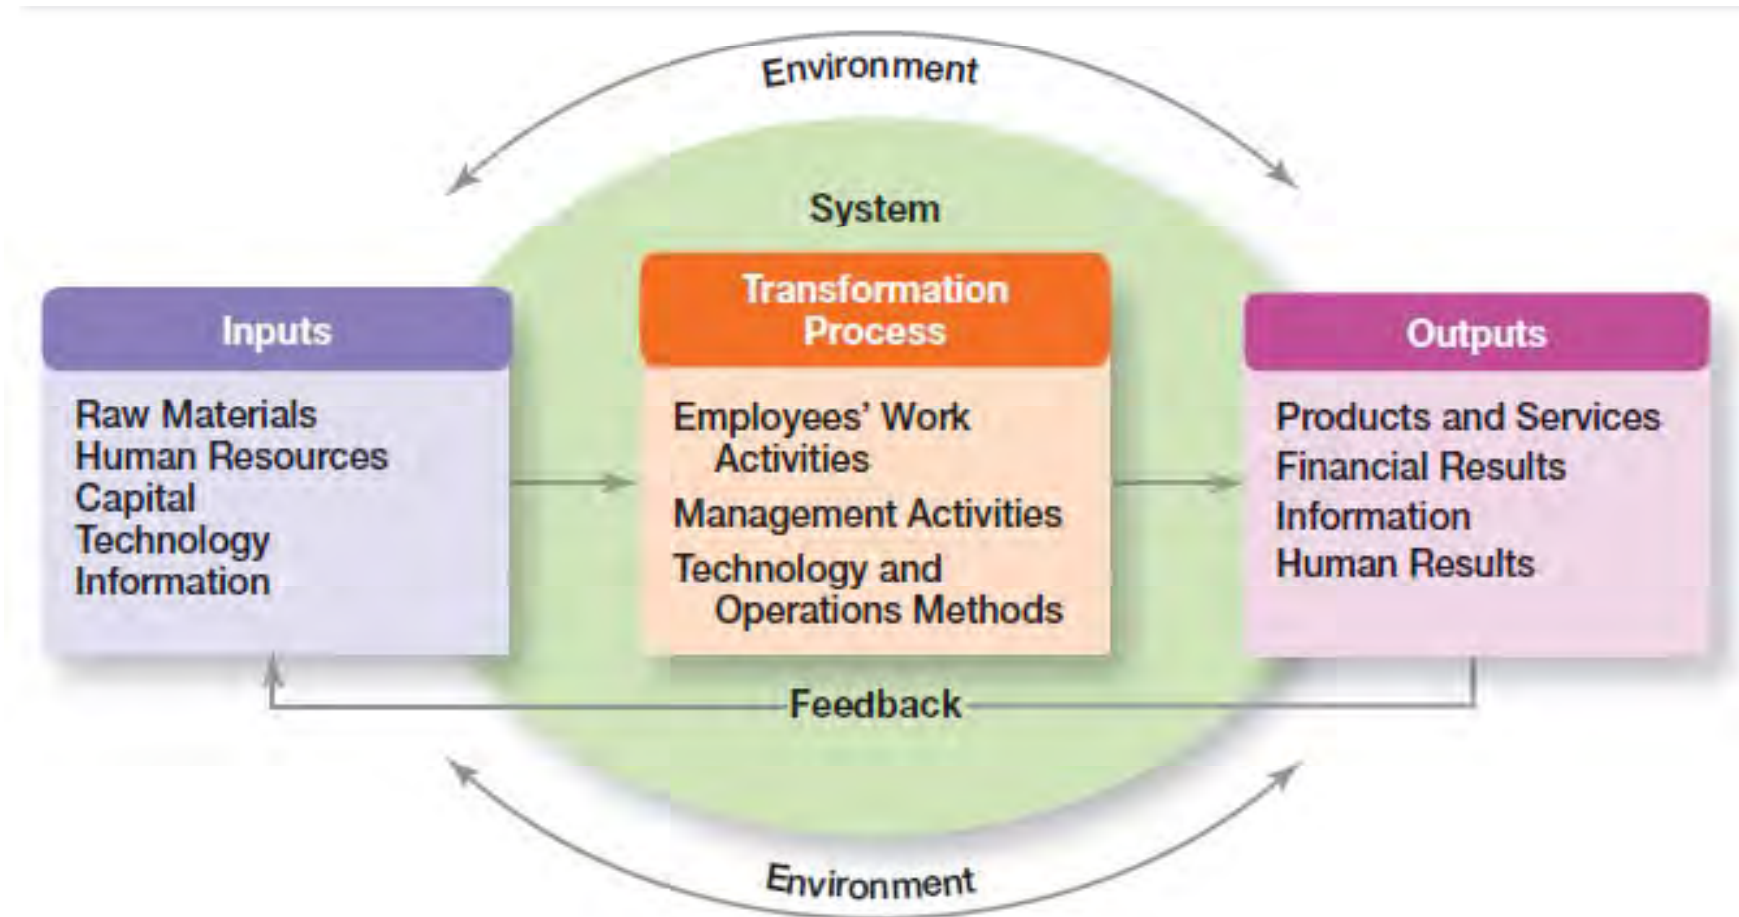 Environment
System
Inputs
Raw Materials
Human Resources
Capital
Technology
Information
Transformation
Process
Employees' Work
Activities
Management Activities
Technology and
Operations Methods
Outputs
Products and Services
Financial Results
Information
Human Results
Feedback
Environment